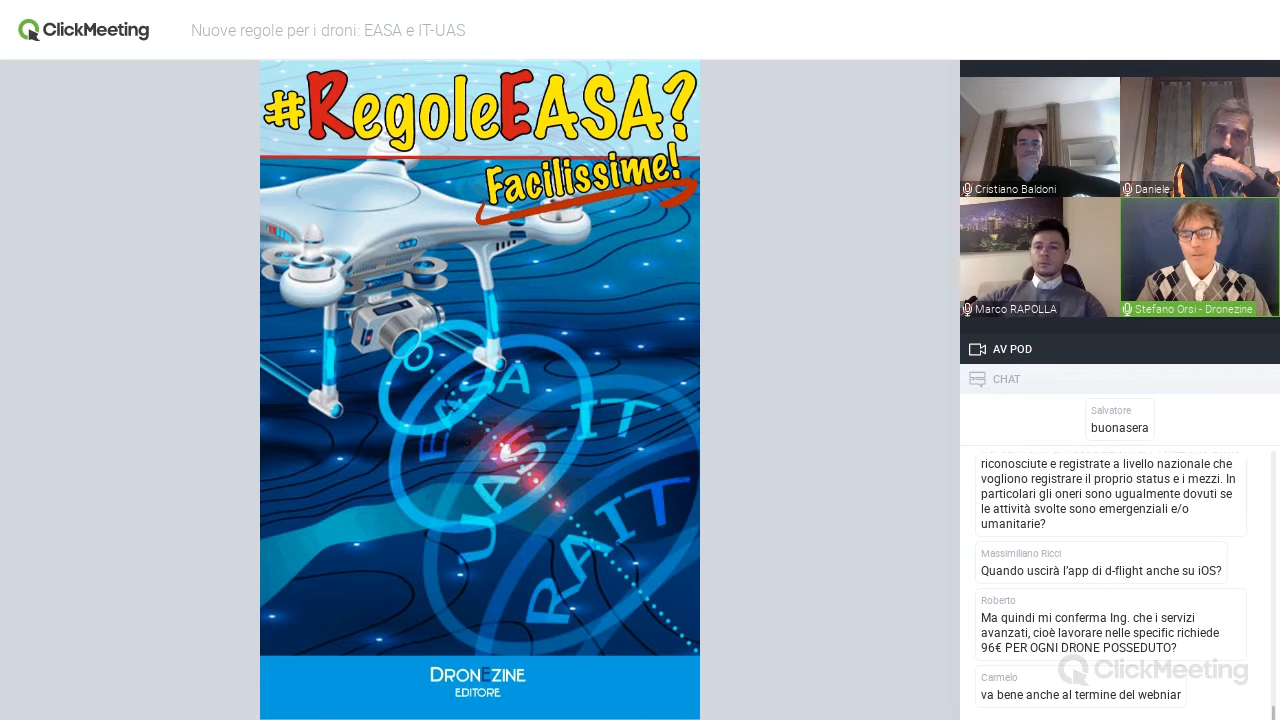 ClickMeeting
Nuove regole per i droni: EASA e IT-UAS
#RegoleEASA?
Facilissime!
EASA
UAS-IT
RAIT
DRONEZINE
EDITORE
Cristiano Baldoni
Daniele
Marco RAPOLLA
Stefano Orsi - Dronezine
AV POD
CHAT
Salvatore
buonasera
riconosciute e registrate a livello nazionale che
vogliono registrare il proprio status e i mezzi. In
particolari gli oneri sono ugualmente dovuti se
le attività svolte sono emergenziali e/o
umanitarie?
Massimiliano Ricci
Quando uscirà l'app di d-flight anche su iOS?
Roberto
Ma quindi mi conferma Ing. che i servizi
avanzati, cioè lavorare nelle specific richiede
96€ PER OGNI DRONE POSSEDUTO?
Carmelo
va bene anche al termine del webniar
ClickMeeting